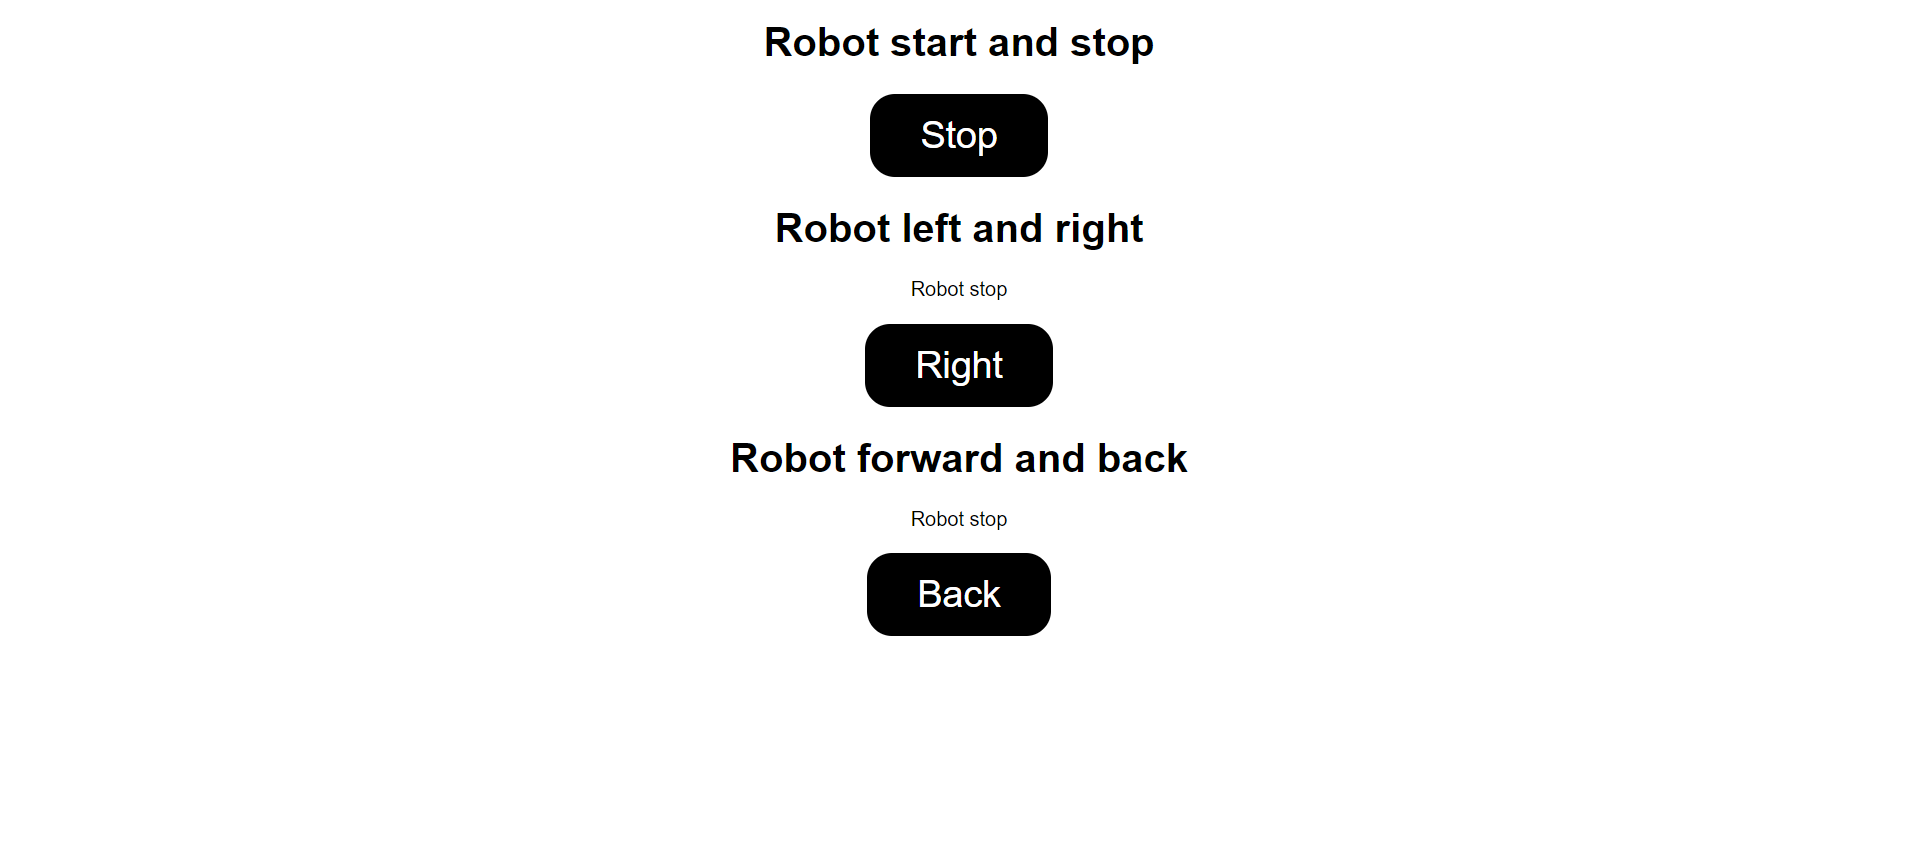 Robot start and stop
Stop
Robot left and right
Robot stop
Right
Robot forward and back
Robot stop
Back